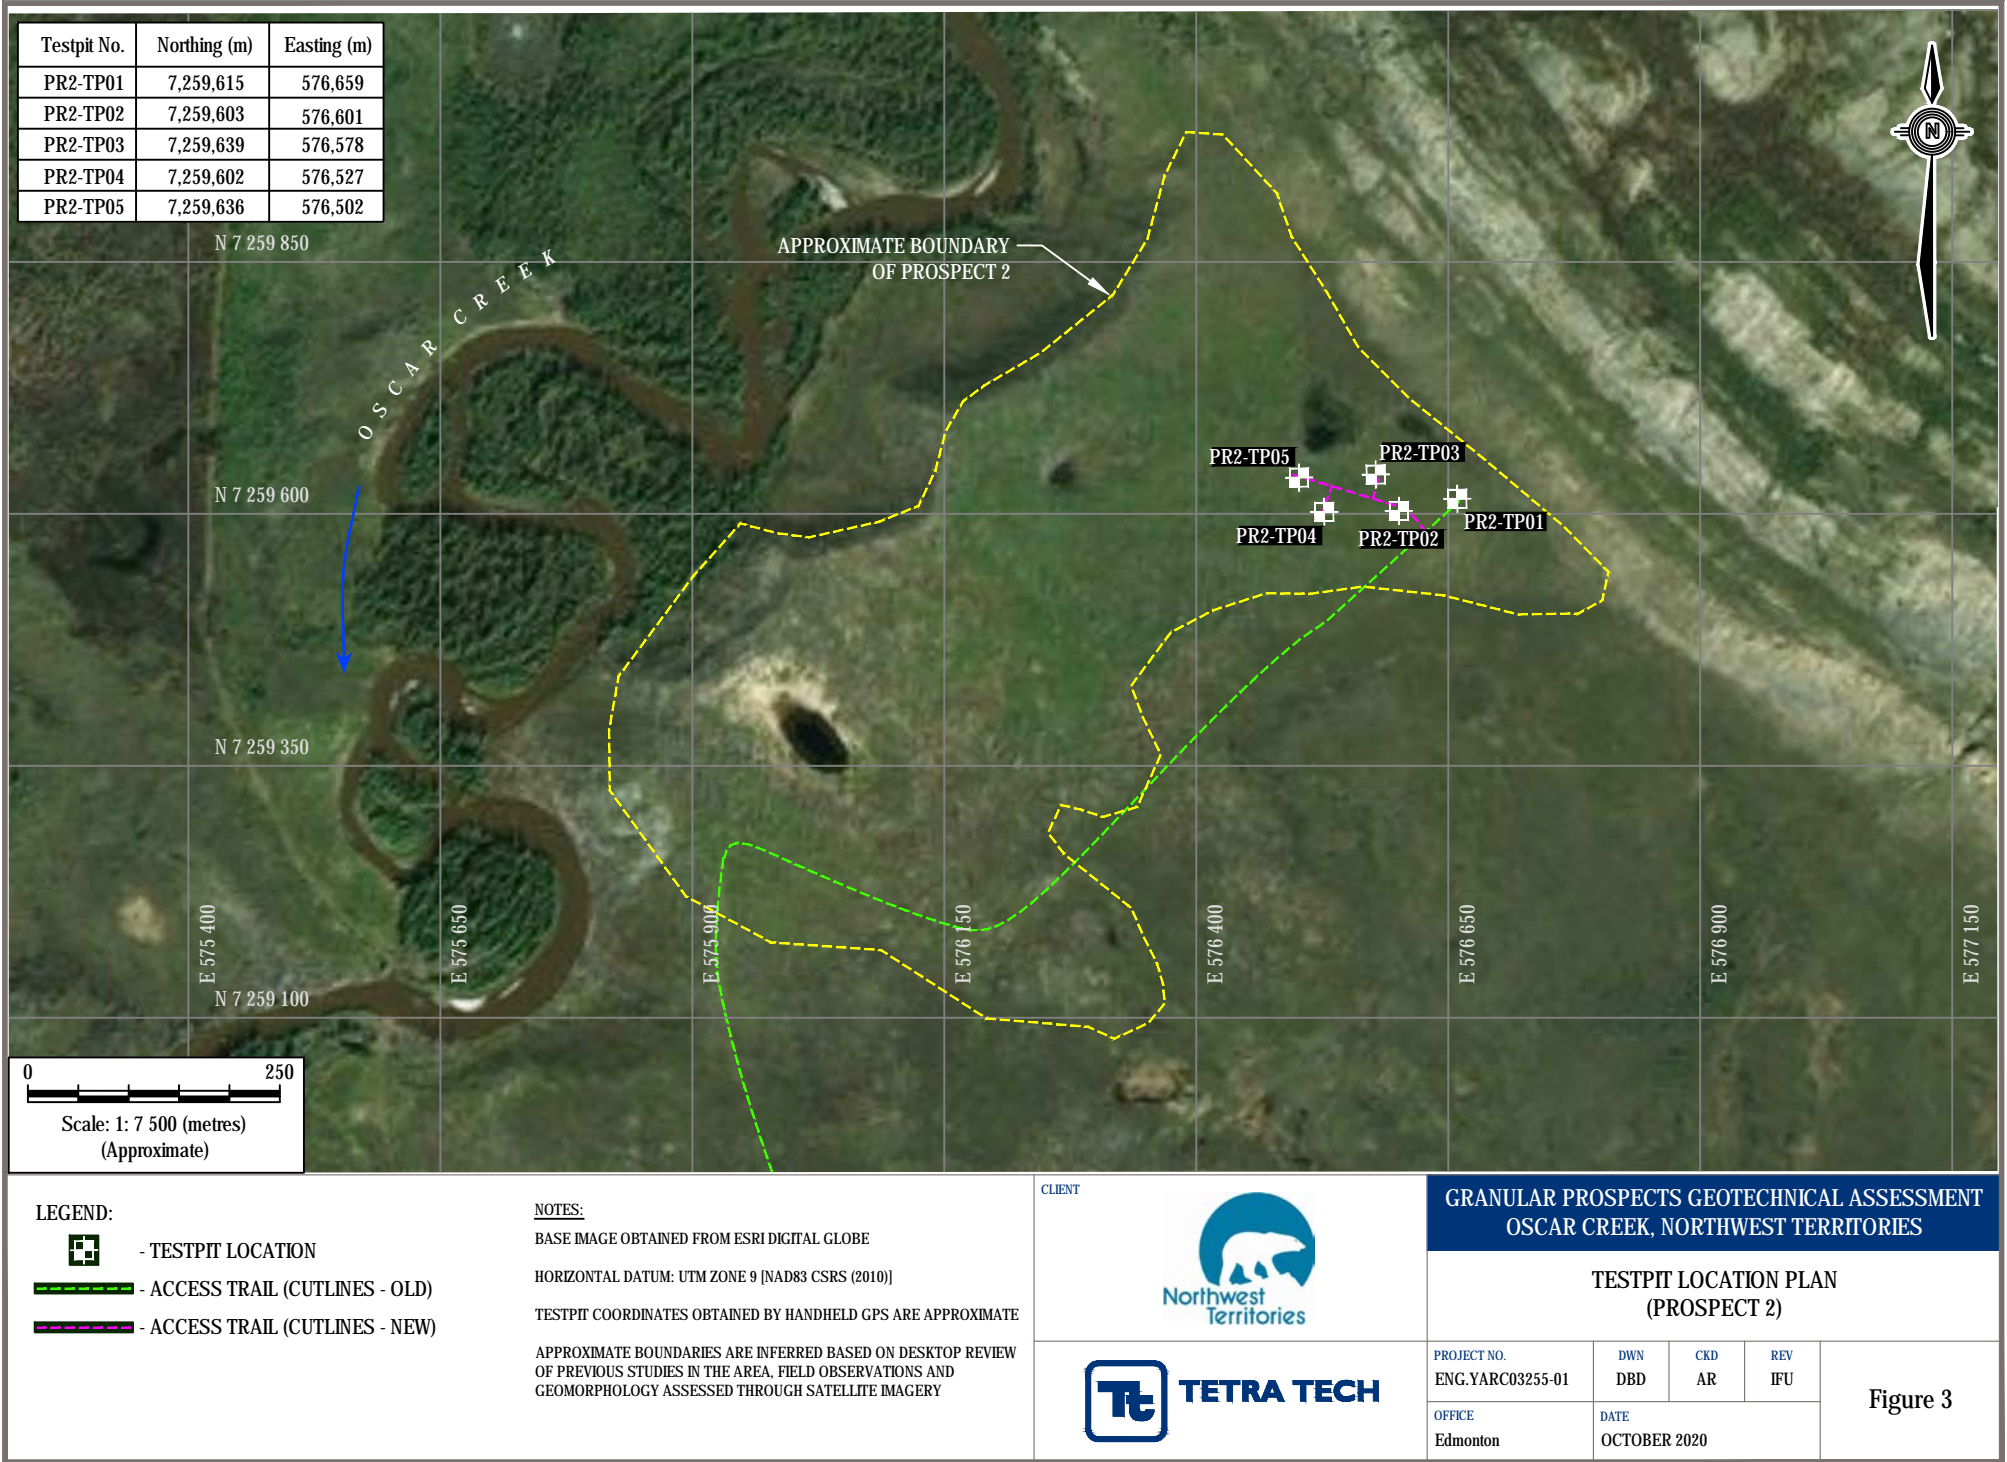 Testpit No. Northing (m) Easting (m)
PR2-TP01 7,259,615 576,659
PR2-TP02 7,259,603 576,601
PR2-TP03 7,259,639 576,578
PR2-TP04 7,259,602 576,527
PR2-TP05 7,259,636 576,502
N
N 7 259 850
APPROXIMATE BOUNDARY
OF PROSPECT 2
OSCAR CREEK
PR2-TP05
PR2-TP03
N 7 259 600
PR2-TP04
PR2-TP02
PR2-TP01
N 7 259 350
E 575 400
E 575 650
E 575 900
E 576 150
E 576 400
E 576 650
E 576 900
E 577 150
N 7 259 100
0 250
Scale: 1: 7 500 (metres)
(Approximate)
LEGEND:
- TESTPIT LOCATION
- ACCESS TRAIL (CUTLINES - OLD)
- ACCESS TRAIL (CUTLINES - NEW)
NOTES:
BASE IMAGE OBTAINED FROM ESRI DIGITAL GLOBE
HORIZONTAL DATUM: UTM ZONE 9 [NAD83 CSRS (2010)]
TESTPIT COORDINATES OBTAINED BY HANDHELD GPS ARE APPROXIMATE
APPROXIMATE BOUNDARIES ARE INFERRED BASED ON DESKTOP REVIEW
OF PREVIOUS STUDIES IN THE AREA, FIELD OBSERVATIONS AND
GEOMORPHOLOGY ASSESSED THROUGH SATELLITE IMAGERY
CLIENT
Northwest
Territories
Tt TETRA TECH
GRANULAR PROSPECTS GEOTECHNICAL ASSESSMENT
OSCAR CREEK, NORTHWEST TERRITORIES
TESTPIT LOCATION PLAN
(PROSPECT 2)
PROJECT NO. DWN CKD REV
ENG.YARC03255-01 DBD AR IFU
OFFICE DATE
Edmonton OCTOBER 2020
Figure 3